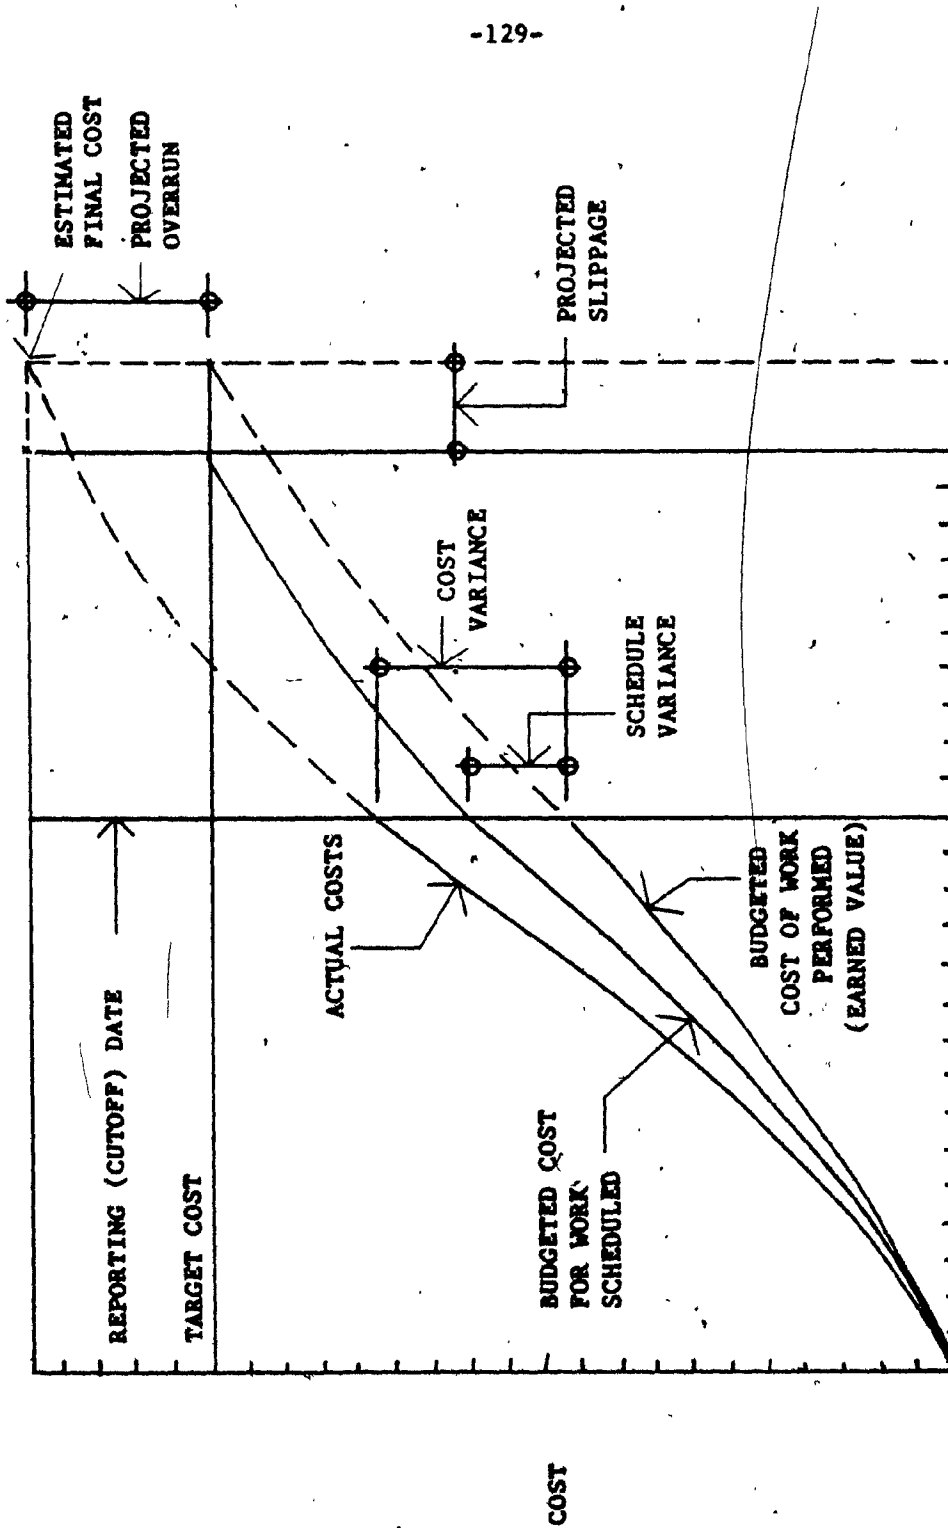 -129-
ESTIMATED
FINAL COST
PROJECTED
OVERRUN
PROJECTED
SLIPPAGE
COST
VARIANCE
SCHEDULE
VARIANCE
REPORTING (CUTOFF) DATE
TARGET COST
ACTUAL COSTS
BUDGETED COST
FOR WORK
SCHEDULED
BUDGETED
COST OF WORK
PERFORMED
(EARNED VALUE)
COST